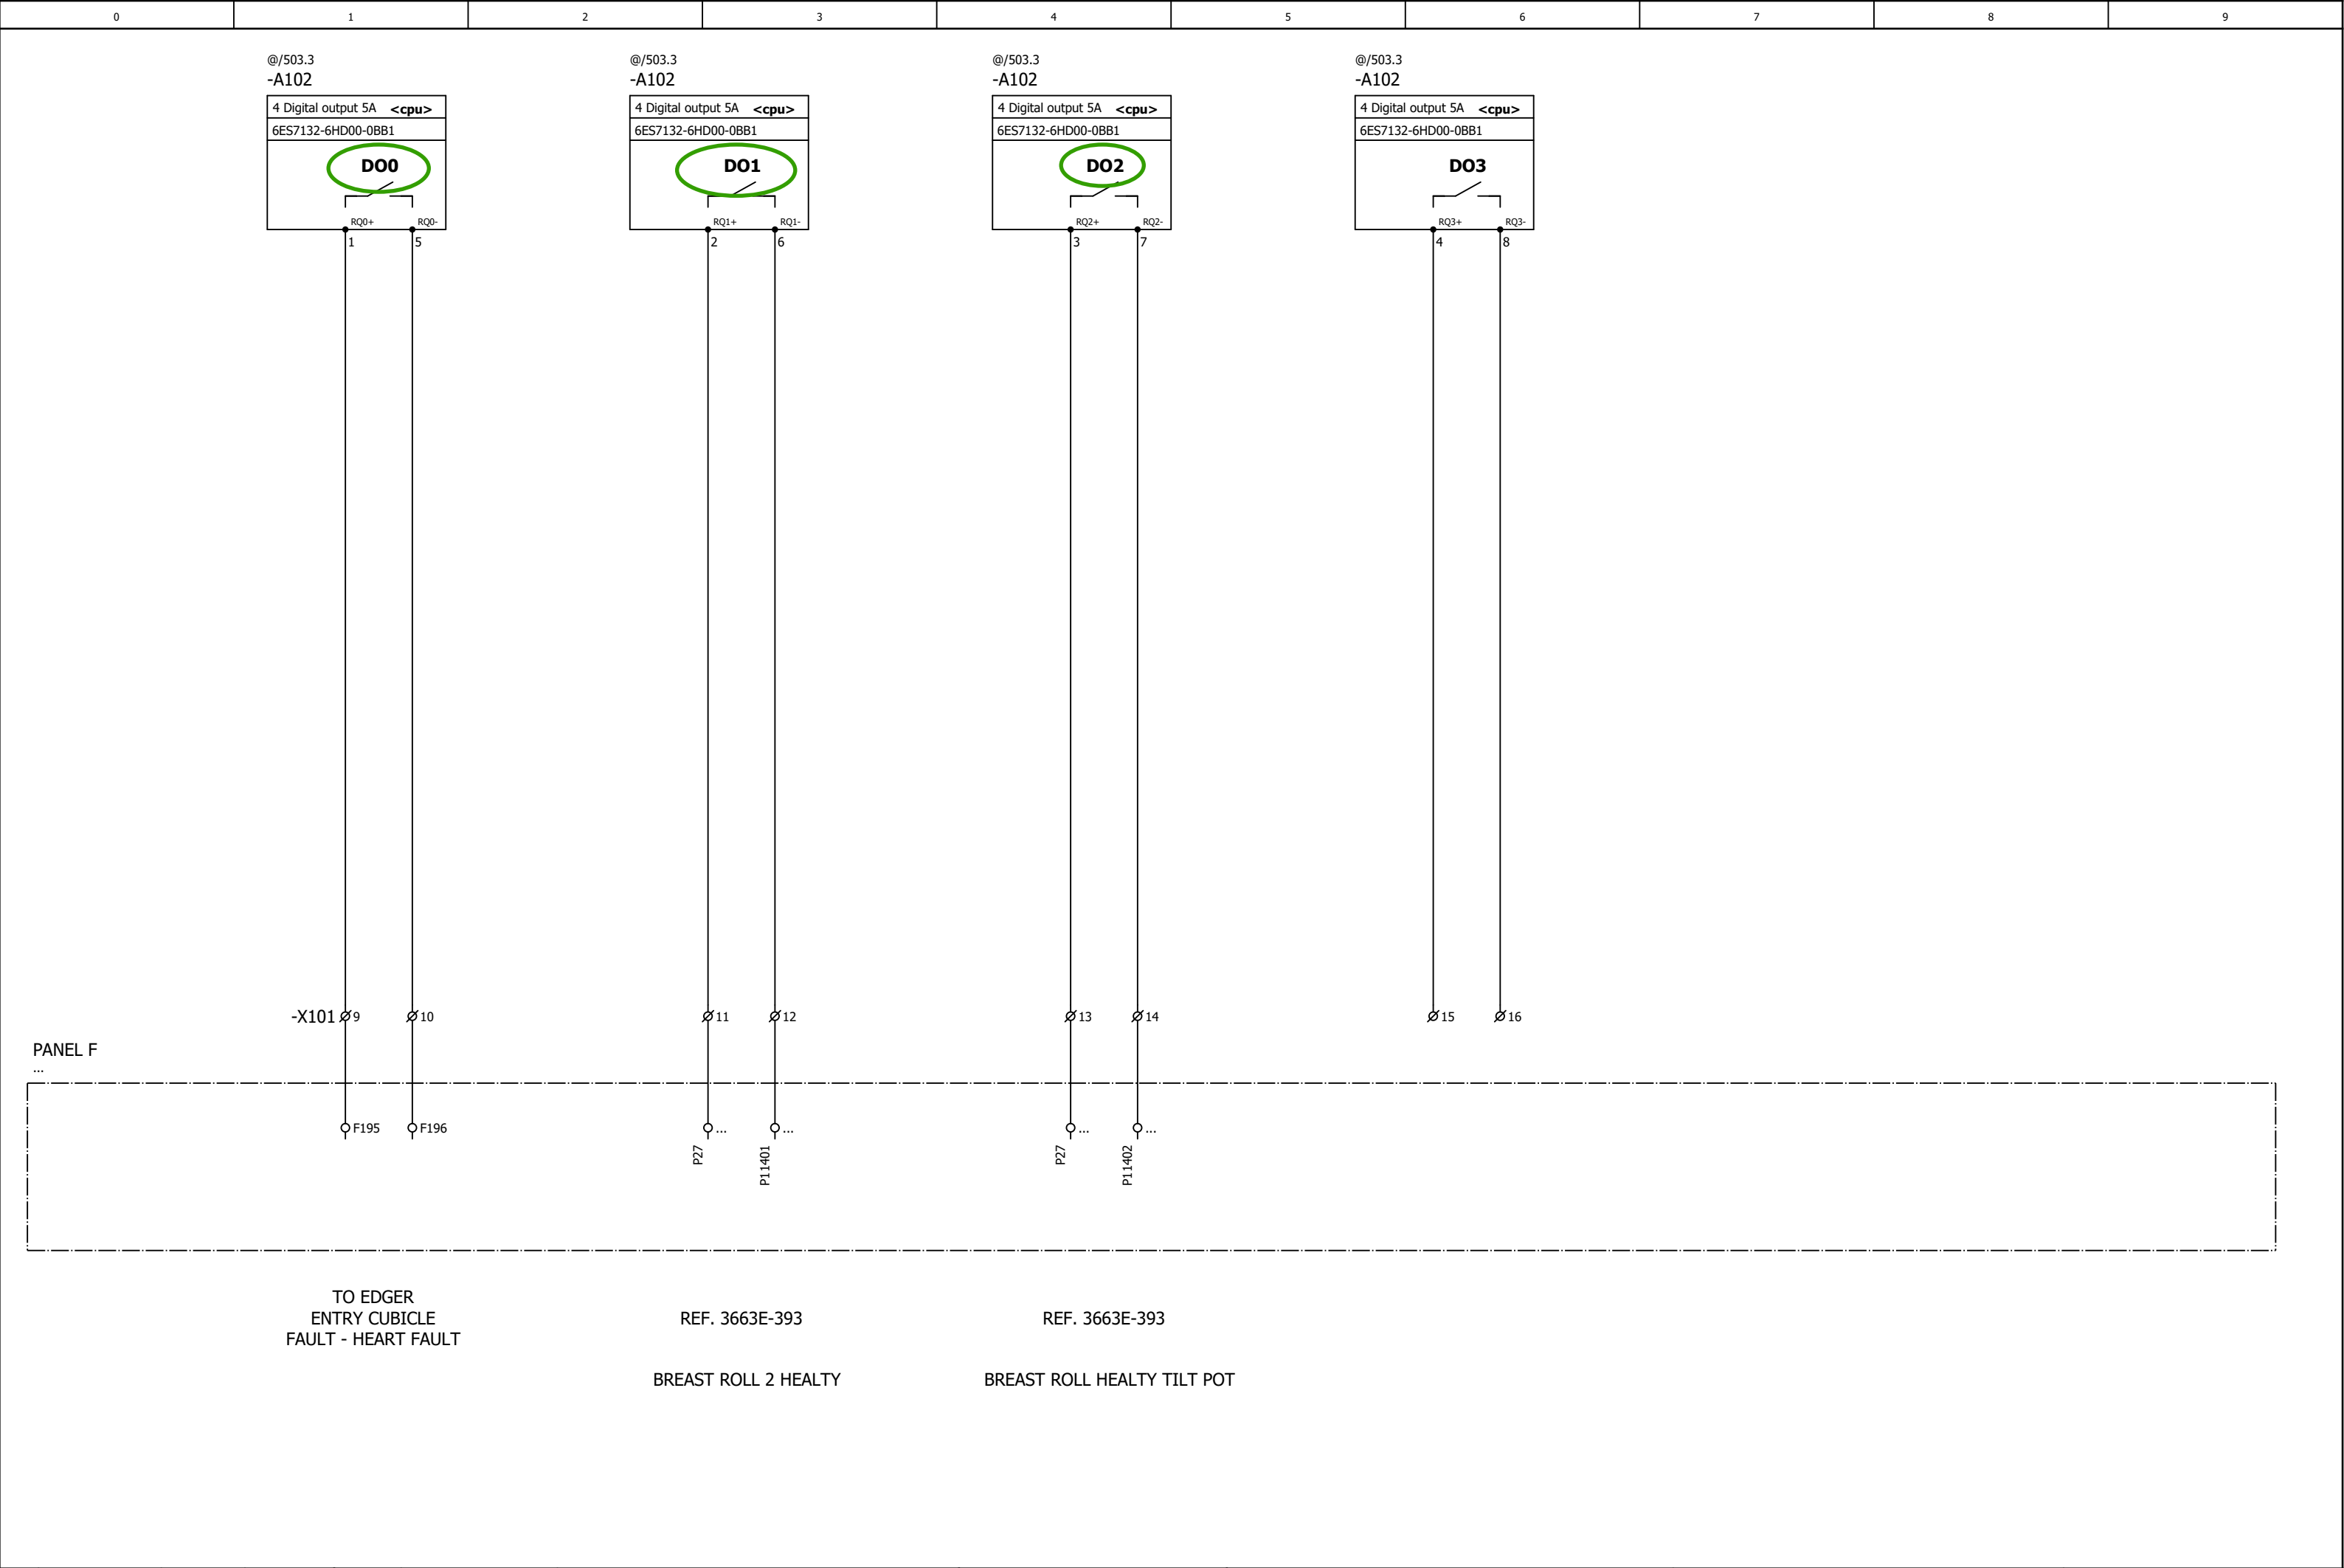 0 1 2 3 4 5 6 7 8 9
@/503.3 @/503.3 @/503.3 @/503.3
-A102 -A102 -A102 -A102
4 Digital output 5A <cpu> 4 Digital output 5A <cpu> 4 Digital output 5A <cpu> 4 Digital output 5A <cpu>
6ES7132-6HD00-0BB1 6ES7132-6HD00-0BB1 6ES7132-6HD00-0BB1 6ES7132-6HD00-0BB1
DO0 DO1 DO2 DO3
RQ0+ RQ0- RQ1+ RQ1- RQ2+ RQ2- RQ3+ RQ3-
1 5 2 6 3 7 4 8
-X101 9 10 11 12 13 14 15 16
PANEL F
...
F195 F196 ... ... ... ...
P27 P11401 P27 P11402
TO EDGER
ENTRY CUBICLE
FAULT - HEART FAULT
REF. 3663E-393
BREAST ROLL 2 HEALTY
REF. 3663E-393
BREAST ROLL HEALTY TILT POT